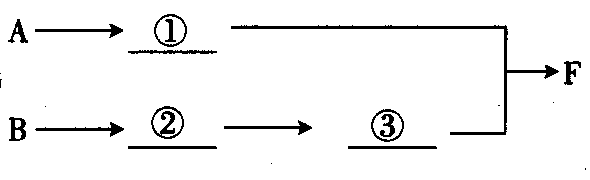 A ①
F
B ② ③